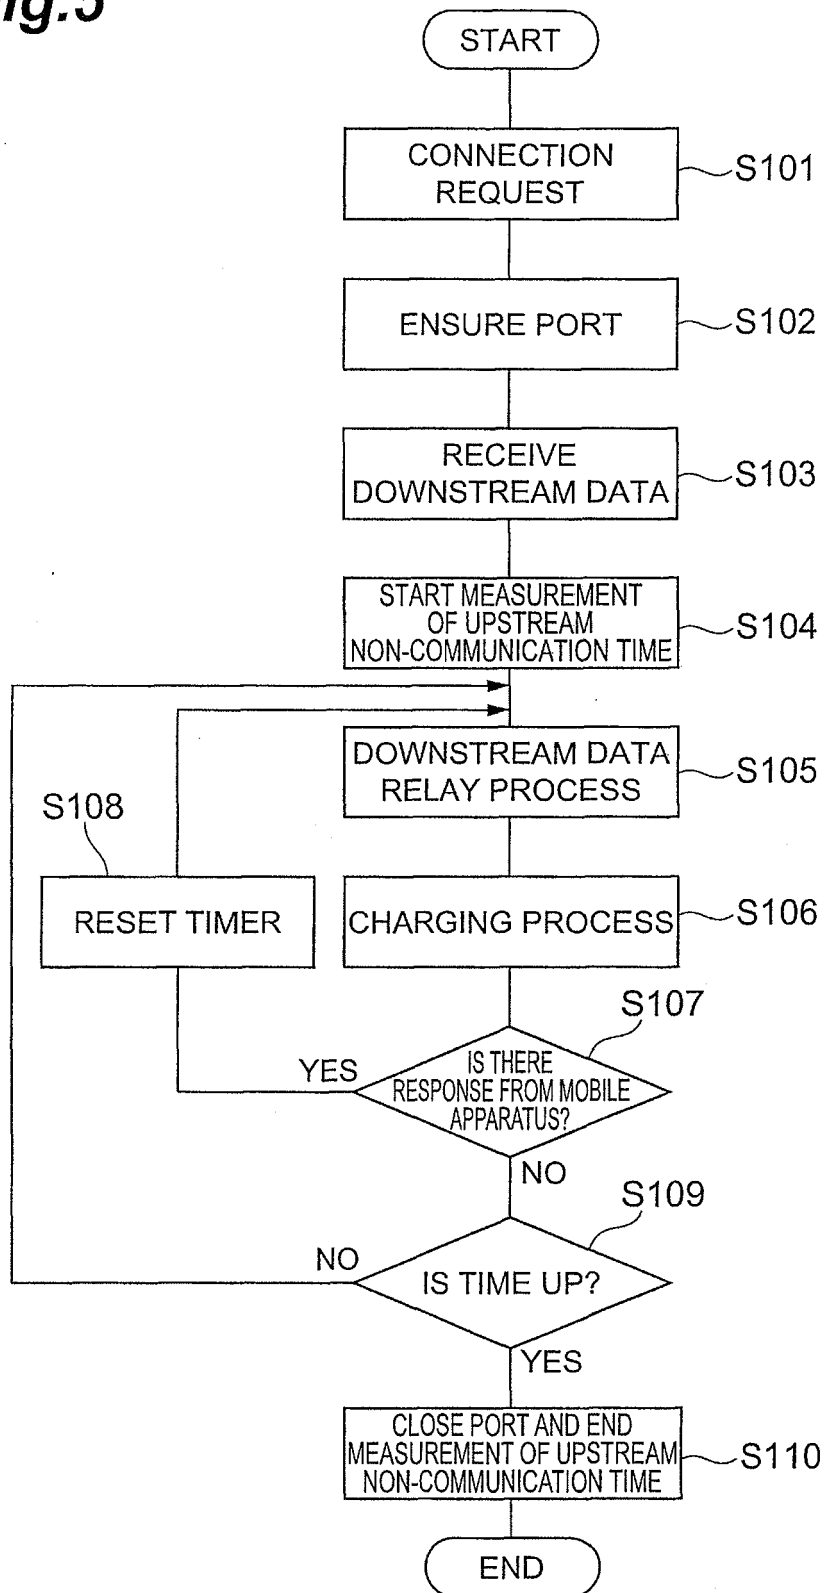 ig.5
START
CONNECTION
REQUEST
S101
ENSURE PORT
S102
RECEIVE
DOWNSTREAM DATA
S103
START MEASUREMENT
OF UPSTREAM
NON-COMMUNICATION TIME
S104
DOWNSTREAM DATA
RELAY PROCESS
S105
S108
RESET TIMER
CHARGING PROCESS
S106
S107
YES
IS THERE
RESPONSE FROM MOBILE
APPARATUS?
NO
S109
NO
IS TIME UP?
YES
CLOSE PORT AND END
MEASUREMENT OF UPSTREAM
NON-COMMUNICATION TIME
S110
END